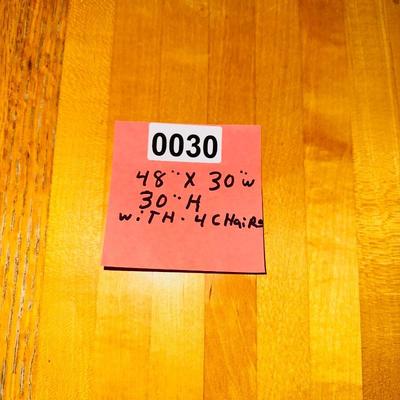 0030
48" X 30"W
30"H
WiTH - 4 CHaiRs